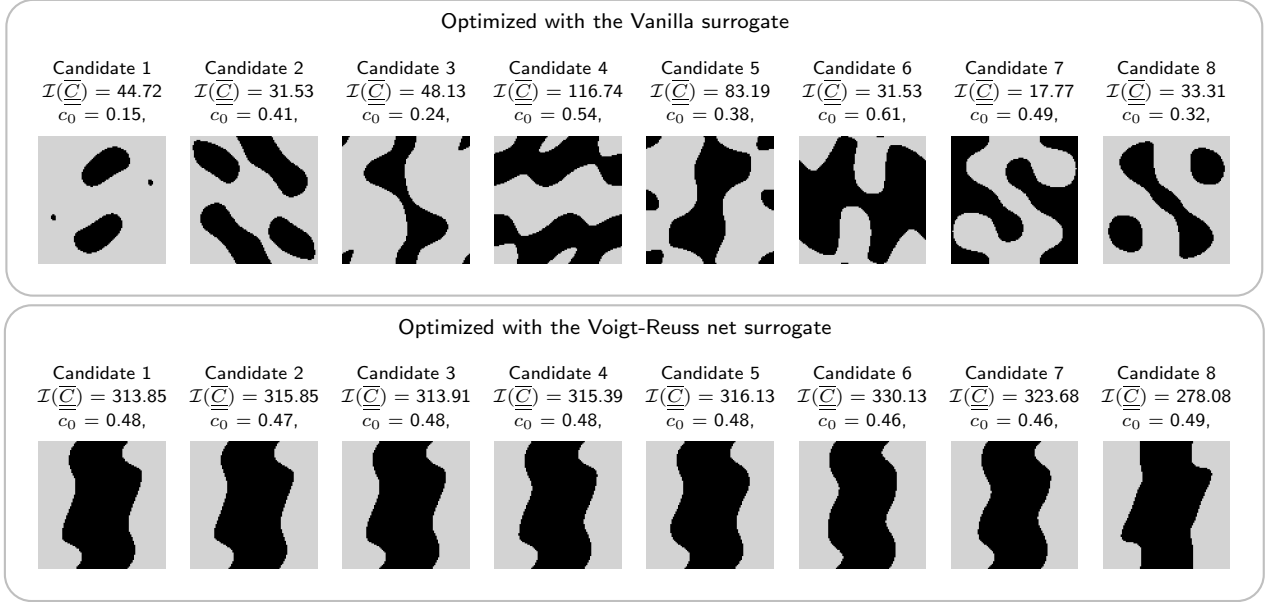 Optimized with the Vanilla surrogate
Candidate 1 Candidate 2 Candidate 3 Candidate 4 Candidate 5 Candidate 6 Candidate 7 Candidate 8
𝓘(C̳̅) = 44.72 𝓘(C̳̅) = 31.53 𝓘(C̳̅) = 48.13 𝓘(C̳̅) = 116.74 𝓘(C̳̅) = 83.19 𝓘(C̳̅) = 31.53 𝓘(C̳̅) = 17.77 𝓘(C̳̅) = 33.31
c₀ = 0.15, c₀ = 0.41, c₀ = 0.24, c₀ = 0.54, c₀ = 0.38, c₀ = 0.61, c₀ = 0.49, c₀ = 0.32,
Optimized with the Voigt-Reuss net surrogate
Candidate 1 Candidate 2 Candidate 3 Candidate 4 Candidate 5 Candidate 6 Candidate 7 Candidate 8
𝓘(C̳̅) = 313.85 𝓘(C̳̅) = 315.85 𝓘(C̳̅) = 313.91 𝓘(C̳̅) = 315.39 𝓘(C̳̅) = 316.13 𝓘(C̳̅) = 330.13 𝓘(C̳̅) = 323.68 𝓘(C̳̅) = 278.08
c₀ = 0.48, c₀ = 0.47, c₀ = 0.48, c₀ = 0.48, c₀ = 0.48, c₀ = 0.46, c₀ = 0.46, c₀ = 0.49,